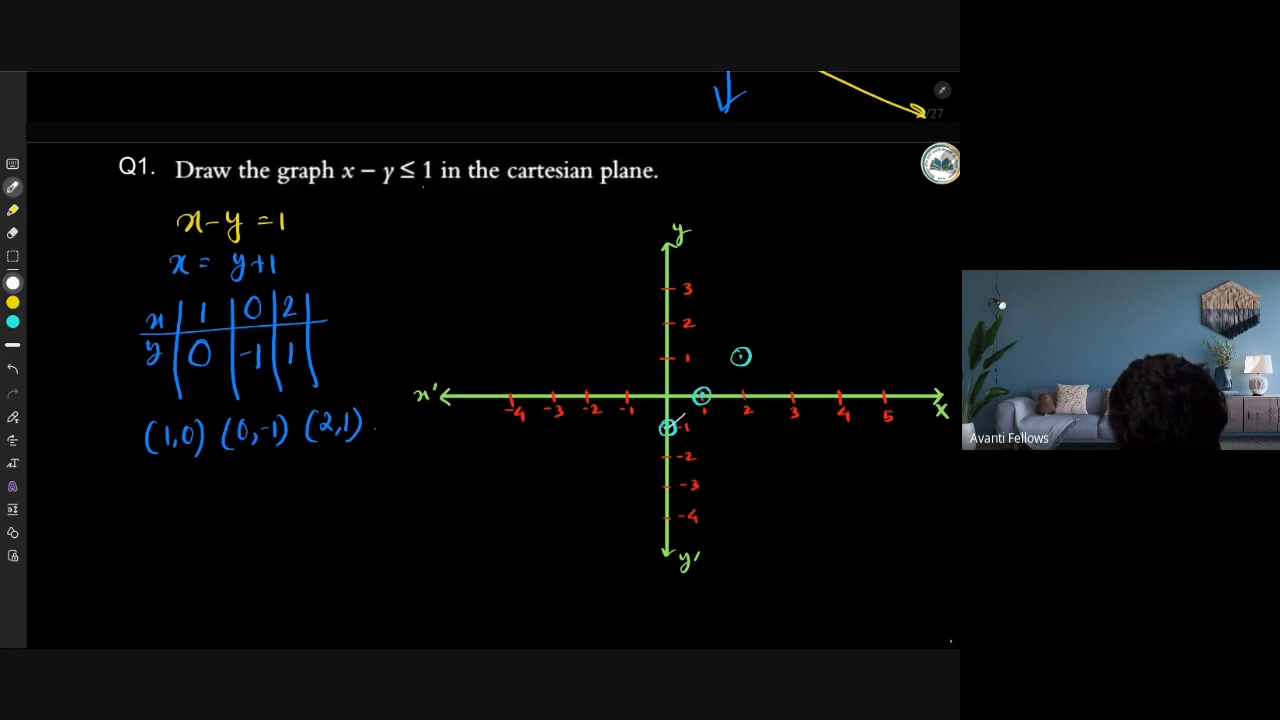 /27
Q1. Draw the graph x − y ≤ 1 in the cartesian plane.
x-y =1
x = y+1
x | 1 | 0 | 2 |
y | 0 | -1 | 1 |
(1,0) (0,-1) (2,1) .
y
3
2
1
x' -4 -3 -2 -1 1 2 3 4 5 x
-1
-2
-3
-4
y'
Avanti Fellows